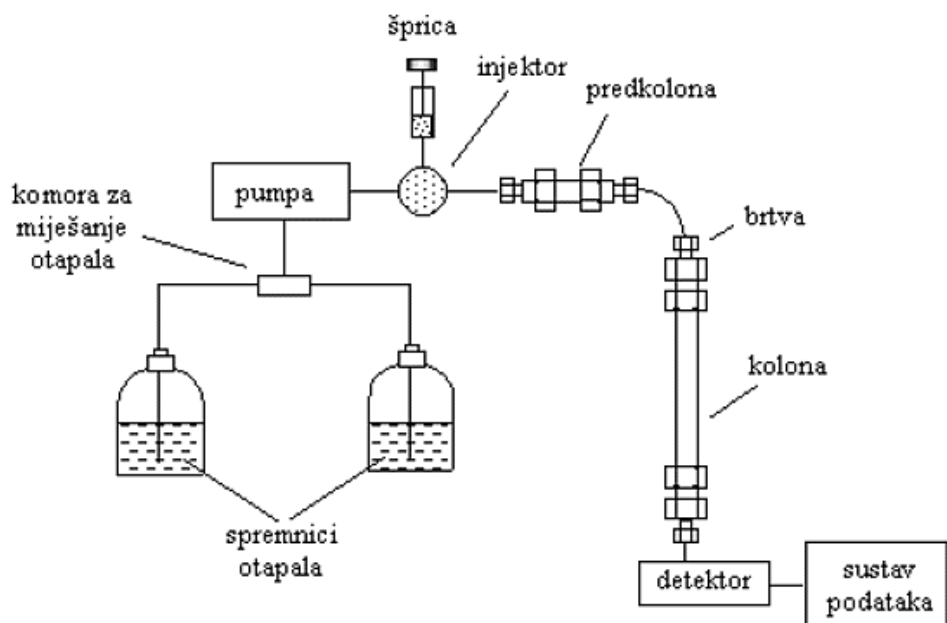 šprica
injektor
predkolona
pumpa
komora za
miješanje
otapala
brtva
kolona
spremnici
otapala
detektor
sustav
podataka